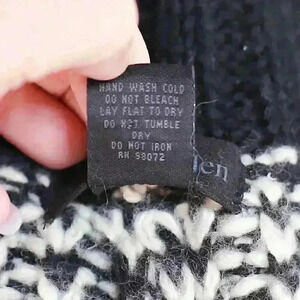 HAND WASH COLD
DO NOT BLEACH
LAY FLAT TO DRY
DO NOT TUMBLE
DRY
DO NOT IRON
RN 98072